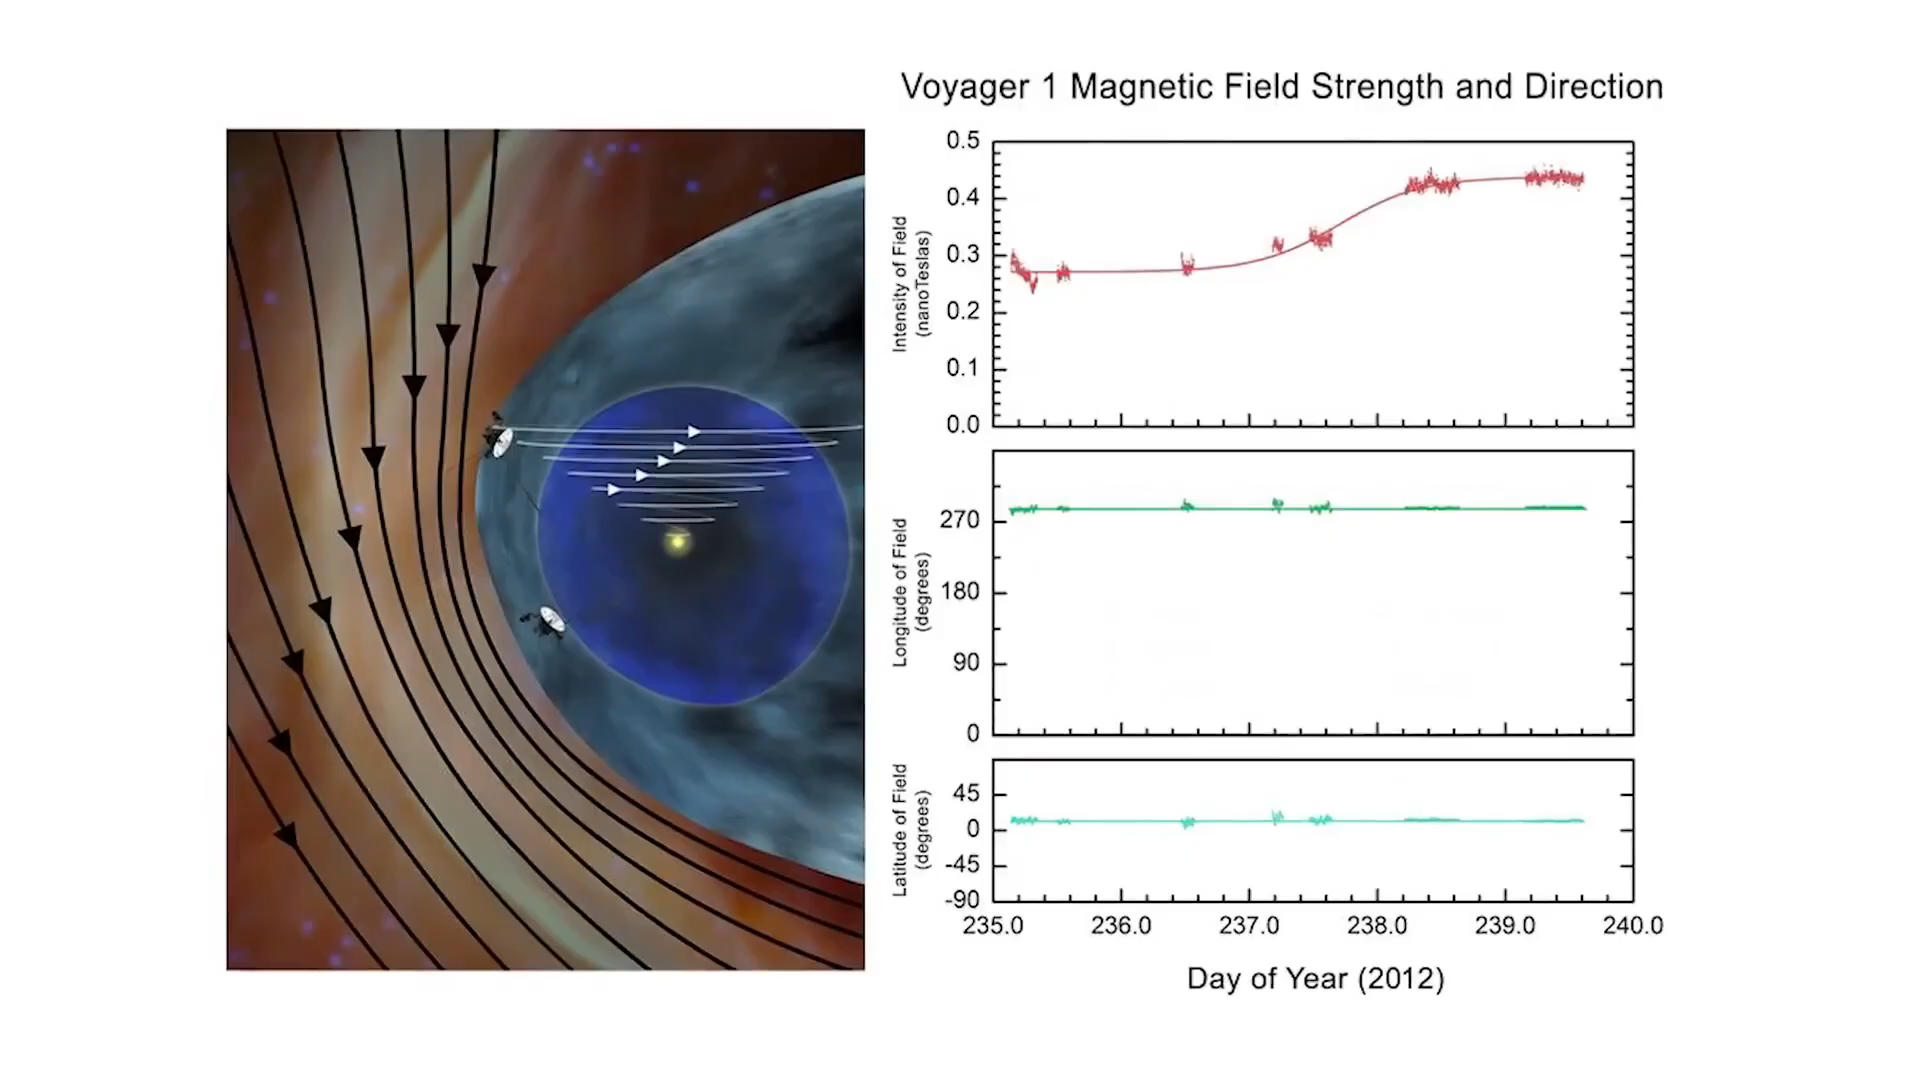 Voyager 1 Magnetic Field Strength and Direction
Intensity of Field
(nanoTeslas)
0.5
0.4
0.3
0.2
0.1
0.0
Longitude of Field
(degrees)
270
180
90
0
Latitude of Field
(degrees)
45
0
-45
-90
235.0 236.0 237.0 238.0 239.0 240.0
Day of Year (2012)